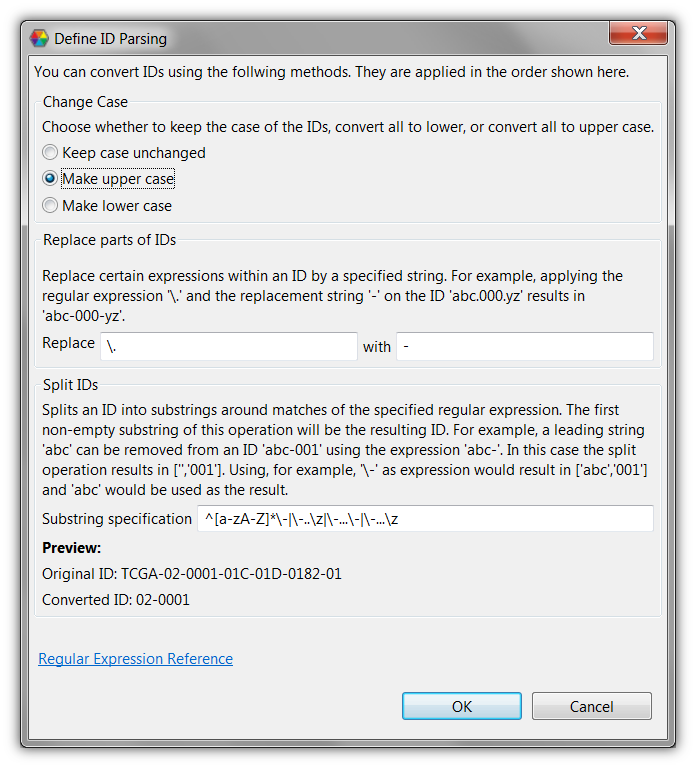 Define ID Parsing
You can convert IDs using the follwing methods. They are applied in the order shown here.
Change Case
Choose whether to keep the case of the IDs, convert all to lower, or convert all to upper case.
Keep case unchanged
Make upper case
Make lower case
Replace parts of IDs
Replace certain expressions within an ID by a specified string. For example, applying the
regular expression '\.' and the replacement string '-' on the ID 'abc.000.yz' results in
'abc-000-yz'.
Replace \. with -
Split IDs
Splits an ID into substrings around matches of the specified regular expression. The first
non-empty substring of this operation will be the resulting ID. For example, a leading string
'abc' can be removed from an ID 'abc-001' using the expression 'abc-'. In this case the split
operation results in ['','001']. Using, for example, '\-' as expression would result in ['abc','001']
and 'abc' would be used as the result.
Substring specification ^[a-zA-Z]*\-|\-..\z|\-...\-|\-...\z
Preview:
Original ID: TCGA-02-0001-01C-01D-0182-01
Converted ID: 02-0001
Regular Expression Reference
OK Cancel